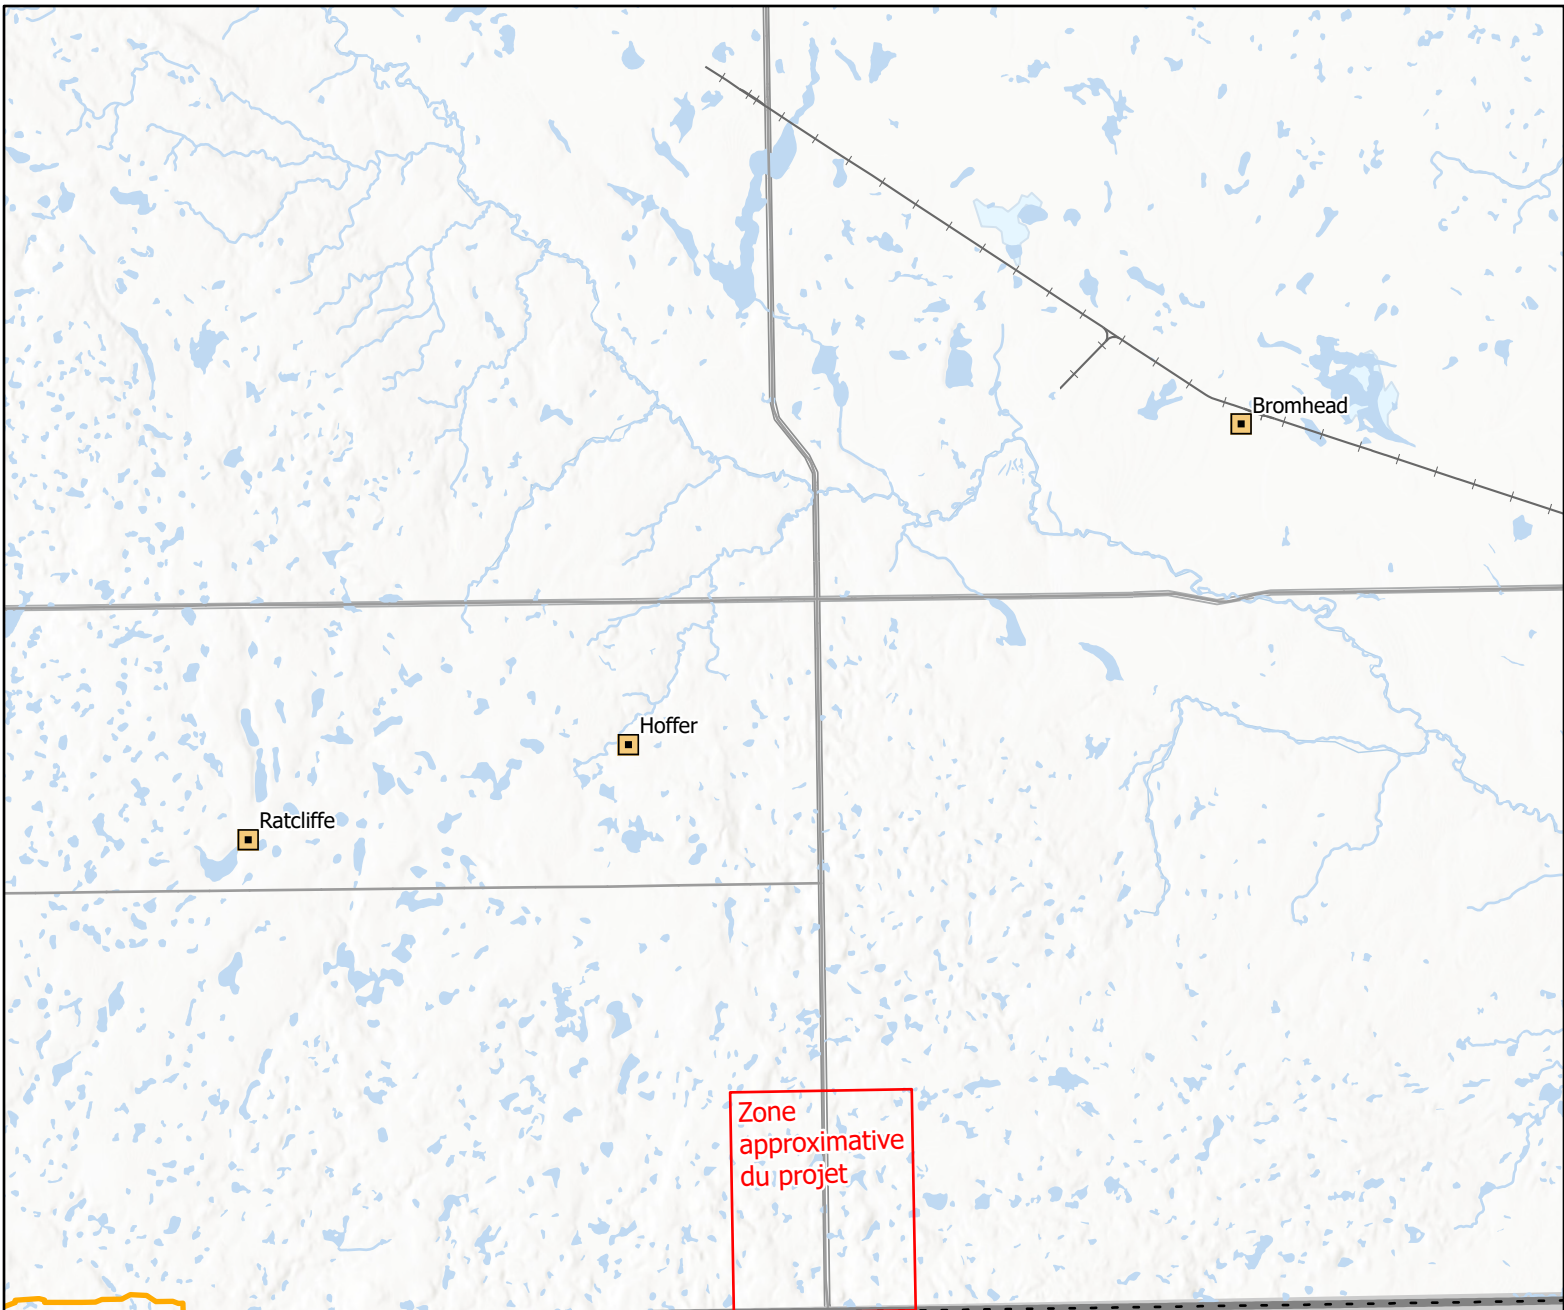 Bromhead
Hoffer
Ratcliffe
Zone
approximative
du projet